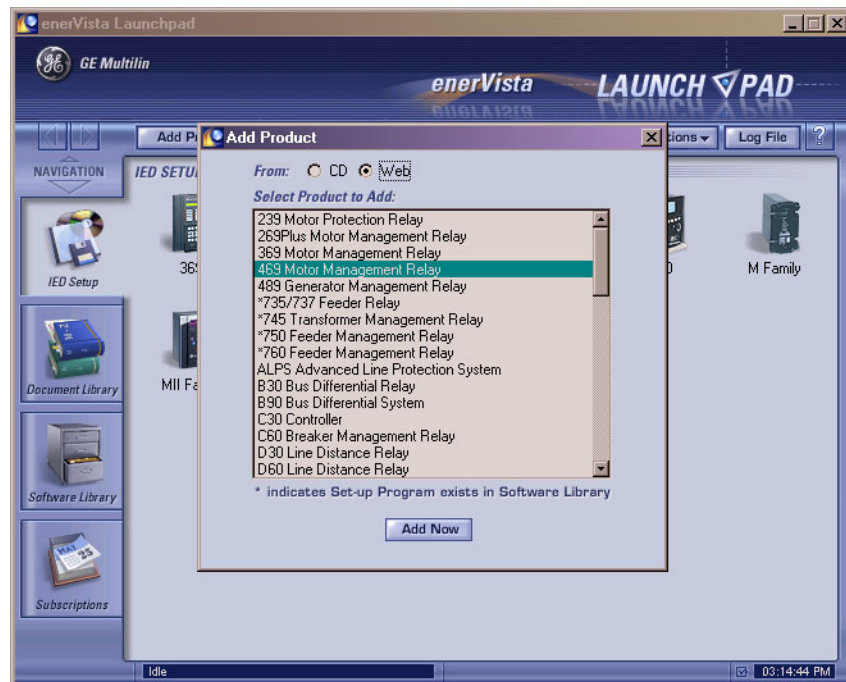 enerVista Launchpad
GE Multilin
enerVista
LAUNCH PAD
Add Product
Log File
?
NAVIGATION
IED SETU
From: CD Web
Select Product to Add:
239 Motor Protection Relay
269Plus Motor Management Relay
369 Motor Management Relay
469 Motor Management Relay
489 Generator Management Relay
*735/737 Feeder Relay
*745 Transformer Management Relay
*750 Feeder Management Relay
*760 Feeder Management Relay
ALPS Advanced Line Protection System
B30 Bus Differential Relay
B90 Bus Differential System
C30 Controller
C60 Breaker Management Relay
D30 Line Distance Relay
D60 Line Distance Relay
* indicates Set-up Program exists in Software Library
Add Now
IED Setup
36
M Family
Document Library
MII Fa
Software Library
MAY 25
Subscriptions
Idle
03:14:44 PM